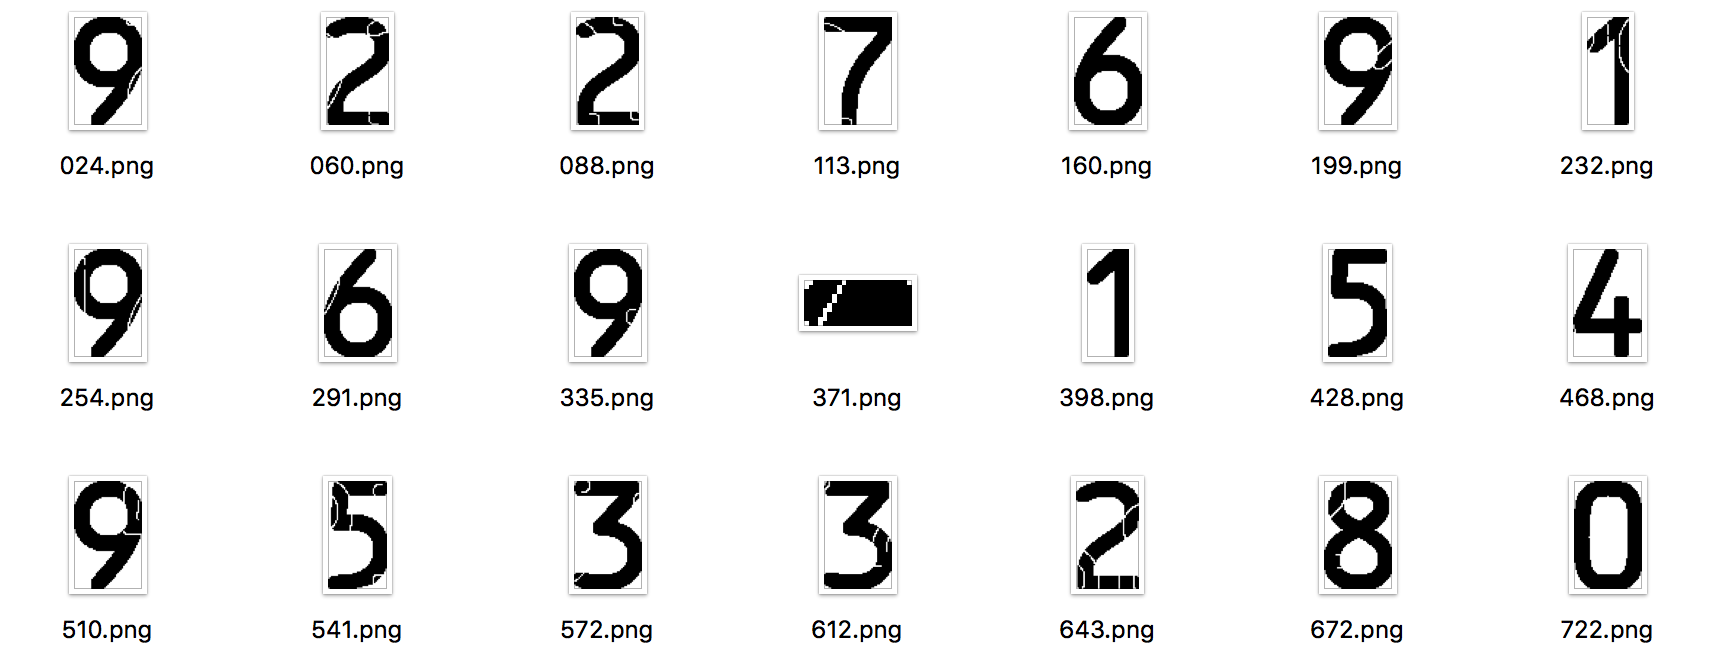 9 2 2 7 6 9 1
024.png 060.png 088.png 113.png 160.png 199.png 232.png
9 6 9 1 5 4
254.png 291.png 335.png 371.png 398.png 428.png 468.png
9 5 3 3 2 8 0
510.png 541.png 572.png 612.png 643.png 672.png 722.png